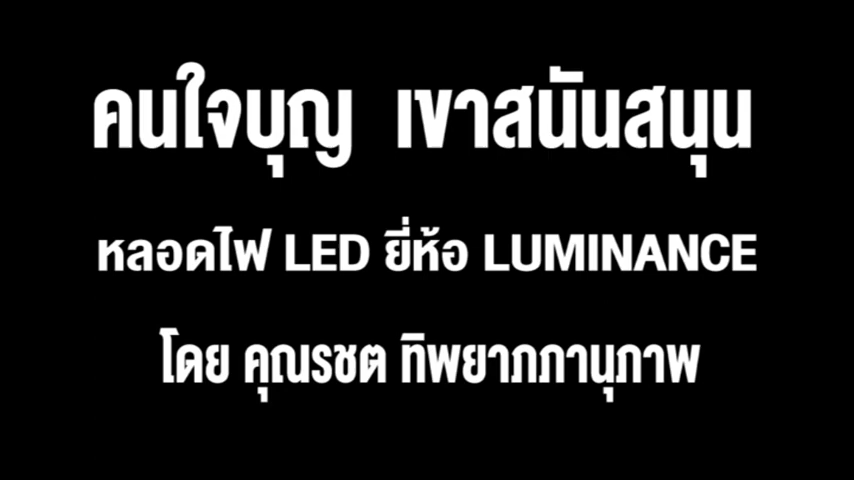 คนใจบุญ เขาสนันสนุน
หลอดไฟ LED ยี่ห้อ LUMINANCE
โดย คุณรชต ทิพยาภภานุภาพ